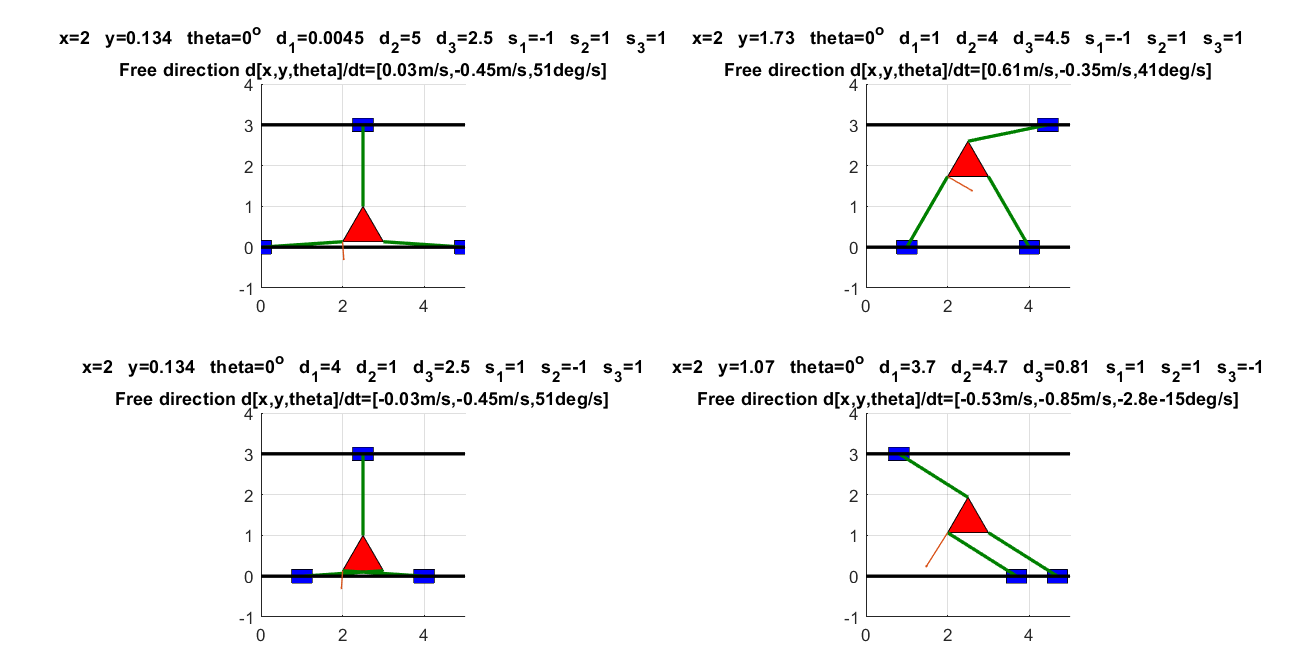 x=2 y=0.134 theta=0° d₁=0.0045 d₂=5 d₃=2.5 s₁=-1 s₂=1 s₃=1
Free direction d[x,y,theta]/dt=[0.03m/s,-0.45m/s,51deg/s]
4
3
2
1
0
-1
0 2 4
x=2 y=1.73 theta=0° d₁=1 d₂=4 d₃=4.5 s₁=-1 s₂=1 s₃=1
Free direction d[x,y,theta]/dt=[0.61m/s,-0.35m/s,41deg/s]
4
3
2
1
0
-1
0 2 4
x=2 y=0.134 theta=0° d₁=4 d₂=1 d₃=2.5 s₁=1 s₂=-1 s₃=1
Free direction d[x,y,theta]/dt=[-0.03m/s,-0.45m/s,51deg/s]
4
3
2
1
0
-1
0 2 4
x=2 y=1.07 theta=0° d₁=3.7 d₂=4.7 d₃=0.81 s₁=1 s₂=1 s₃=-1
Free direction d[x,y,theta]/dt=[-0.53m/s,-0.85m/s,-2.8e-15deg/s]
4
3
2
1
0
-1
0 2 4